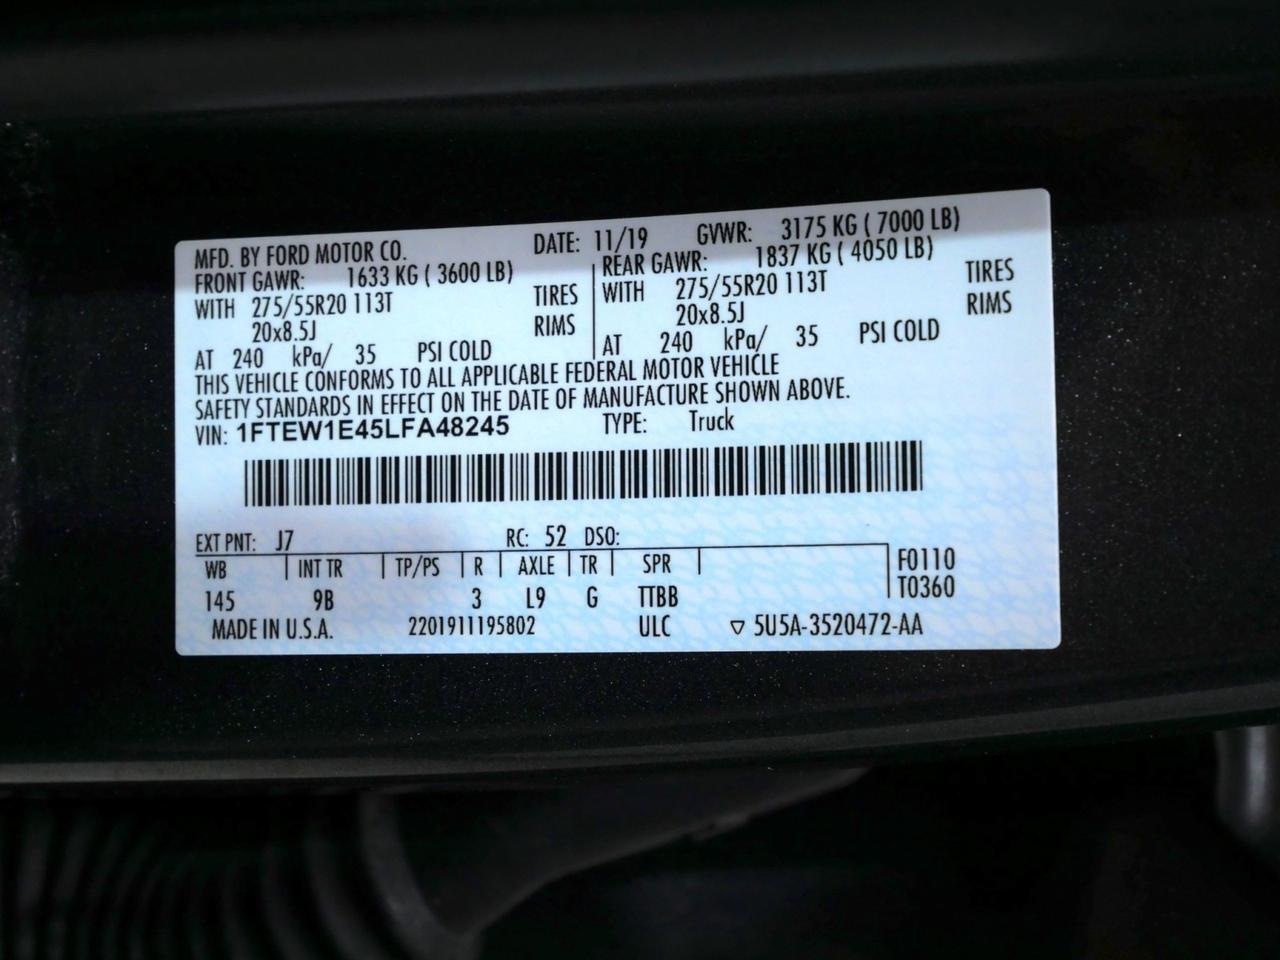 MFD. BY FORD MOTOR CO. DATE: 11/19 GVWR: 3175 KG ( 7000 LB)
FRONT GAWR: 1633 KG ( 3600 LB) REAR GAWR: 1837 KG ( 4050 LB)
WITH 275/55R20 113T TIRES WITH 275/55R20 113T TIRES
20x8.5J RIMS 20x8.5J RIMS
AT 240 kPa/ 35 PSI COLD AT 240 kPa/ 35 PSI COLD
THIS VEHICLE CONFORMS TO ALL APPLICABLE FEDERAL MOTOR VEHICLE
SAFETY STANDARDS IN EFFECT ON THE DATE OF MANUFACTURE SHOWN ABOVE.
VIN: 1FTEW1E45LFA48245 TYPE: Truck
EXT PNT: J7 RC: 52 DSO:
WB INT TR TP/PS R AXLE TR SPR F0110
145 9B 3 L9 G TTBB T0360
MADE IN U.S.A. 2201911195802 ULC ▽ 5U5A-3520472-AA